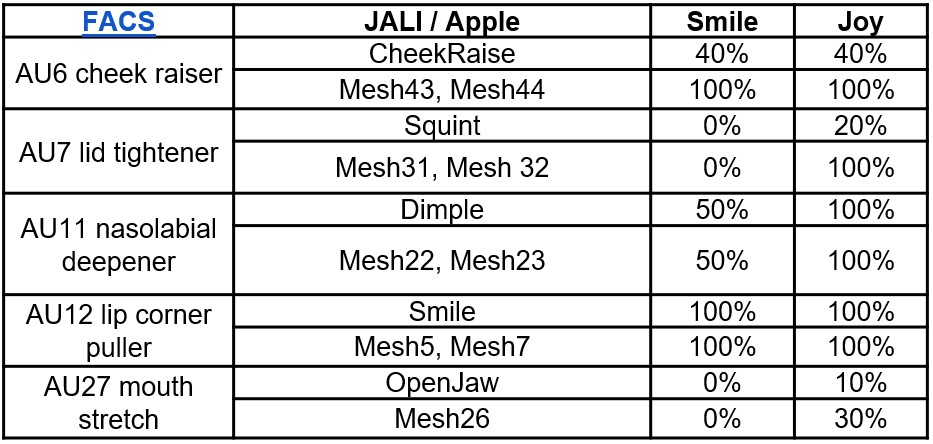 FACS JALI / Apple Smile Joy
AU6 cheek raiser CheekRaise 40% 40%
Mesh43, Mesh44 100% 100%
AU7 lid tightener Squint 0% 20%
Mesh31, Mesh 32 0% 100%
AU11 nasolabial
deepener Dimple 50% 100%
Mesh22, Mesh23 50% 100%
AU12 lip corner
puller Smile 100% 100%
Mesh5, Mesh7 100% 100%
AU27 mouth
stretch OpenJaw 0% 10%
Mesh26 0% 30%